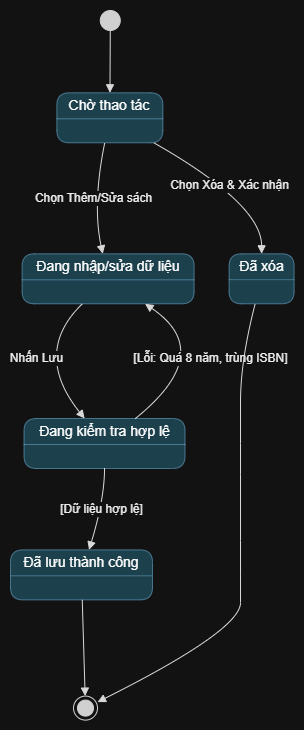 Chờ thao tác
Chọn Xóa & Xác nhận
Chọn Thêm/Sửa sách
Đang nhập/sửa dữ liệu
Đã xóa
Nhấn Lưu
[Lỗi: Quá 8 năm, trùng ISBN]
Đang kiểm tra hợp lệ
[Dữ liệu hợp lệ]
Đã lưu thành công